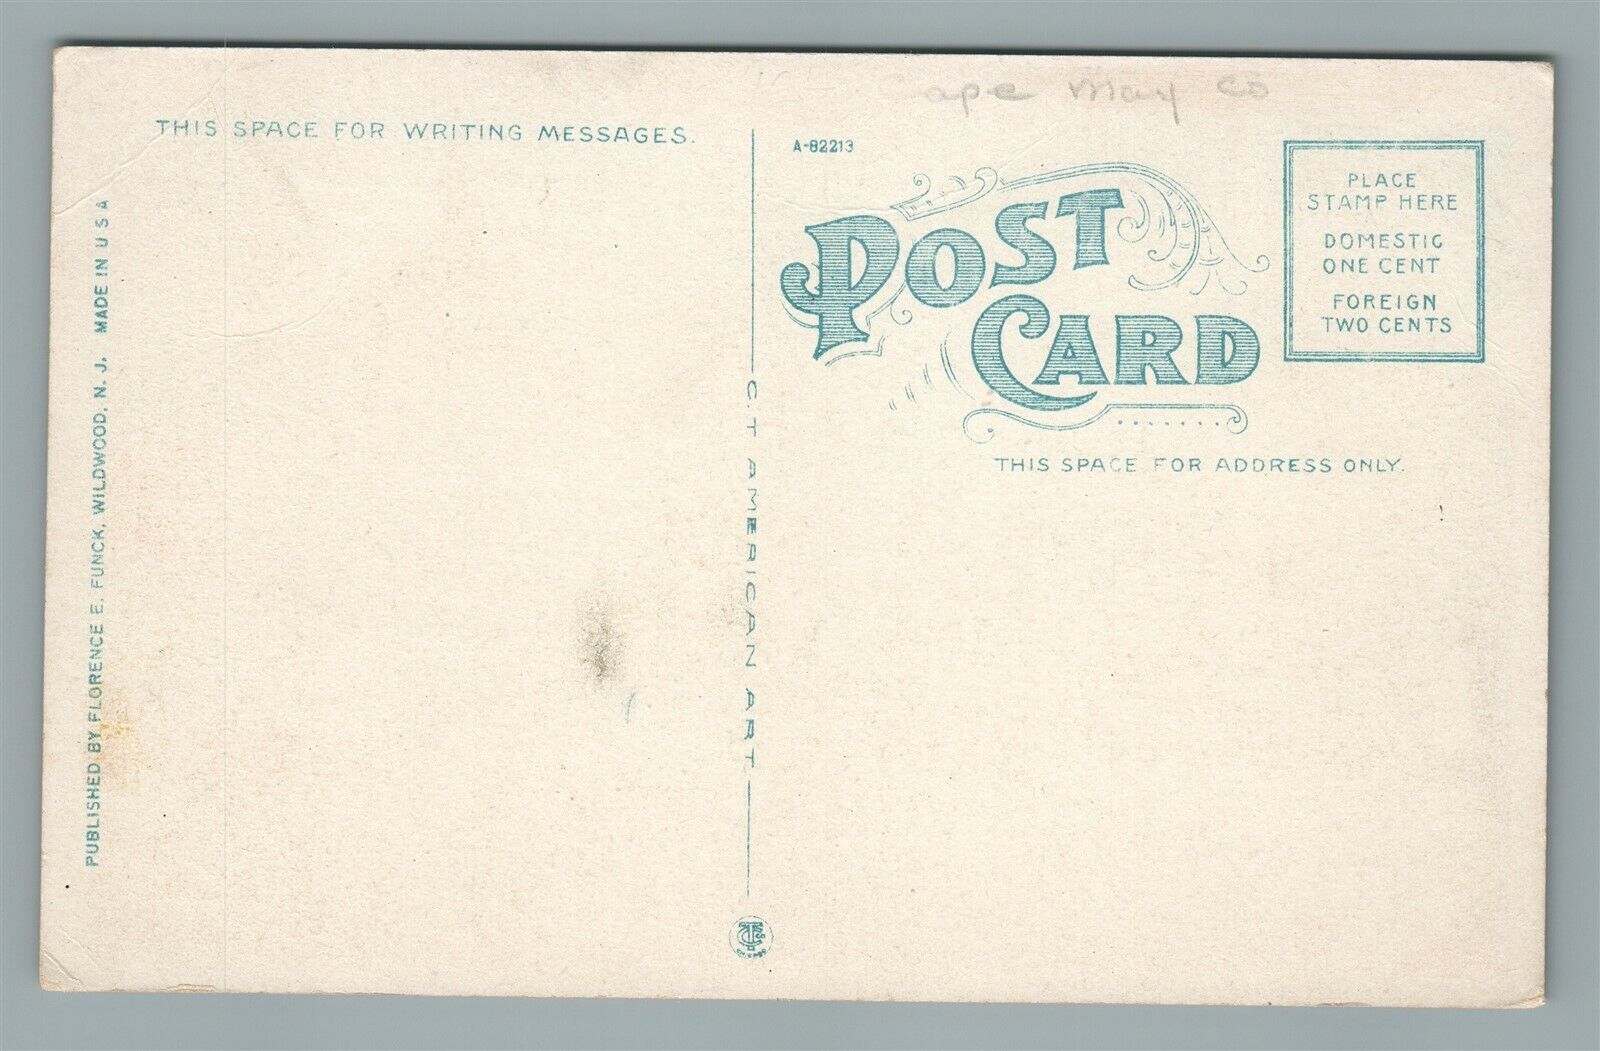 Cape May Co
THIS SPACE FOR WRITING MESSAGES.
PUBLISHED BY FLORENCE E. FUNCK, WILDWOOD, N. J. MADE IN U S A
C. T. AMERICAN ART
CHICAGO
A-82213
POST
CARD
PLACE
STAMP HERE
DOMESTIC
ONE CENT
FOREIGN
TWO CENTS
THIS SPACE FOR ADDRESS ONLY.